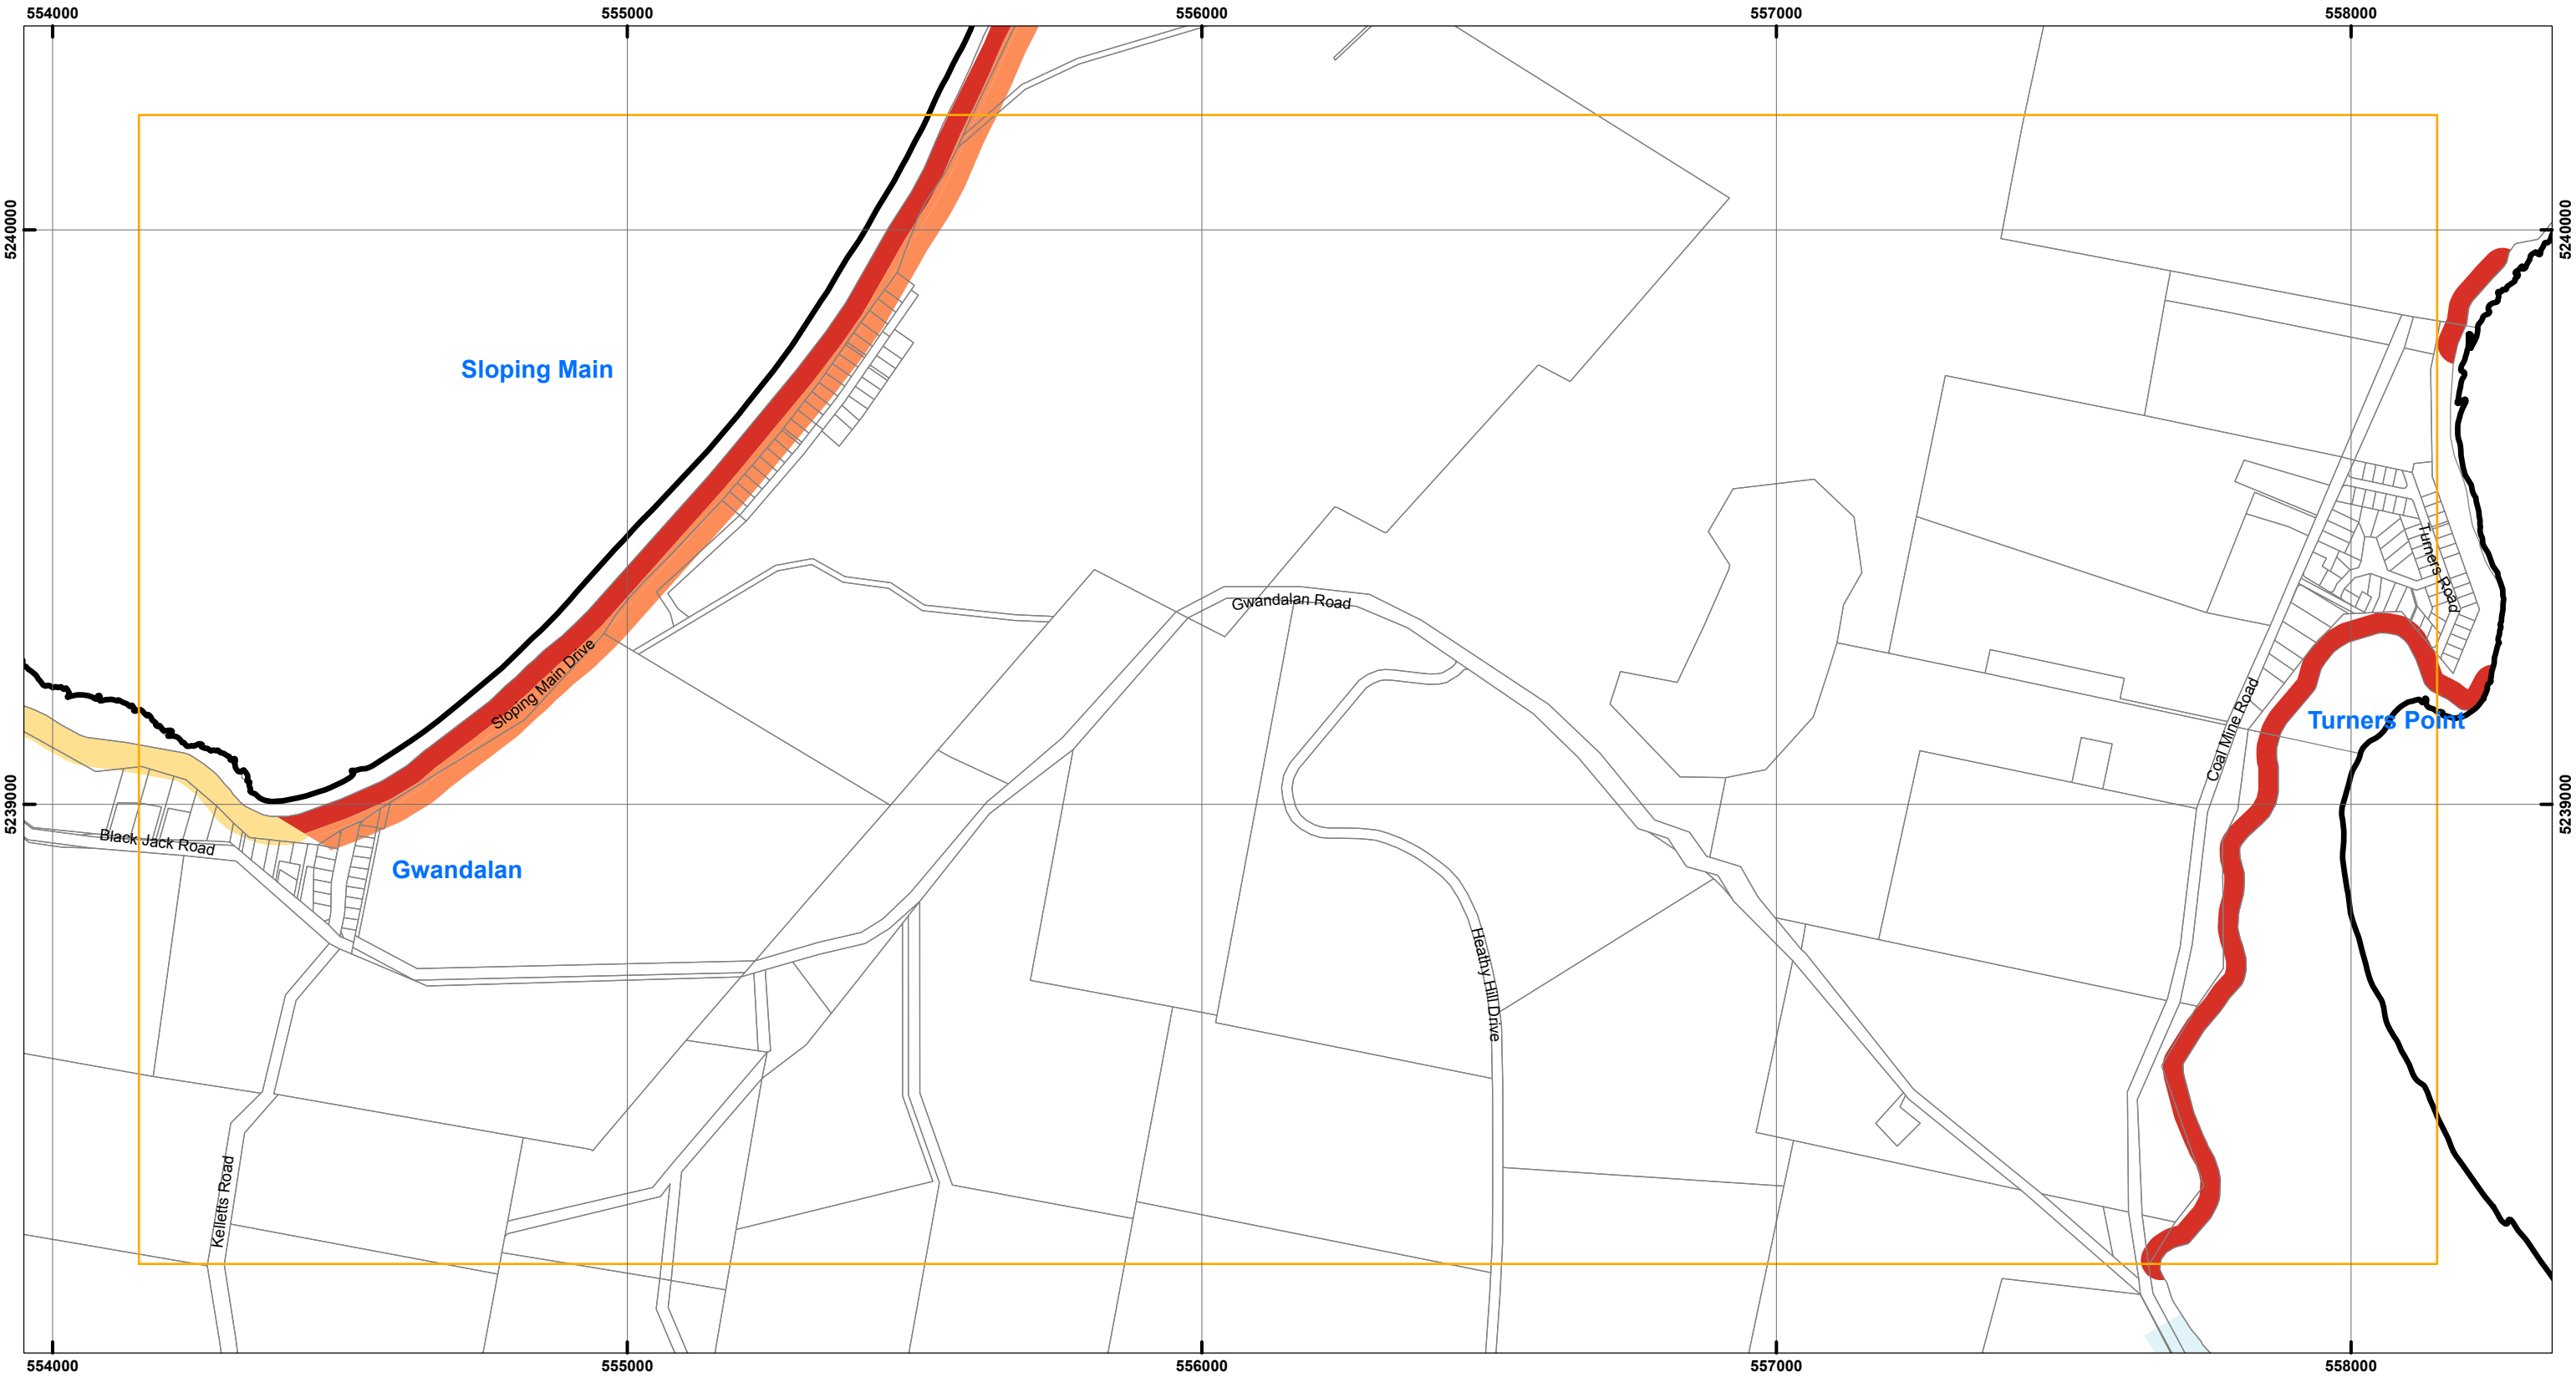 554000 555000 556000 557000 558000
5240000 5240000
Sloping Main
Turners Road
Gwandalan Road
Sloping Main Drive
Turners Point
Coal Mine Road
5239000 5239000
Black Jack Road
Gwandalan
Heathy Hill Drive
Kelletts Road
554000 555000 556000 557000 558000